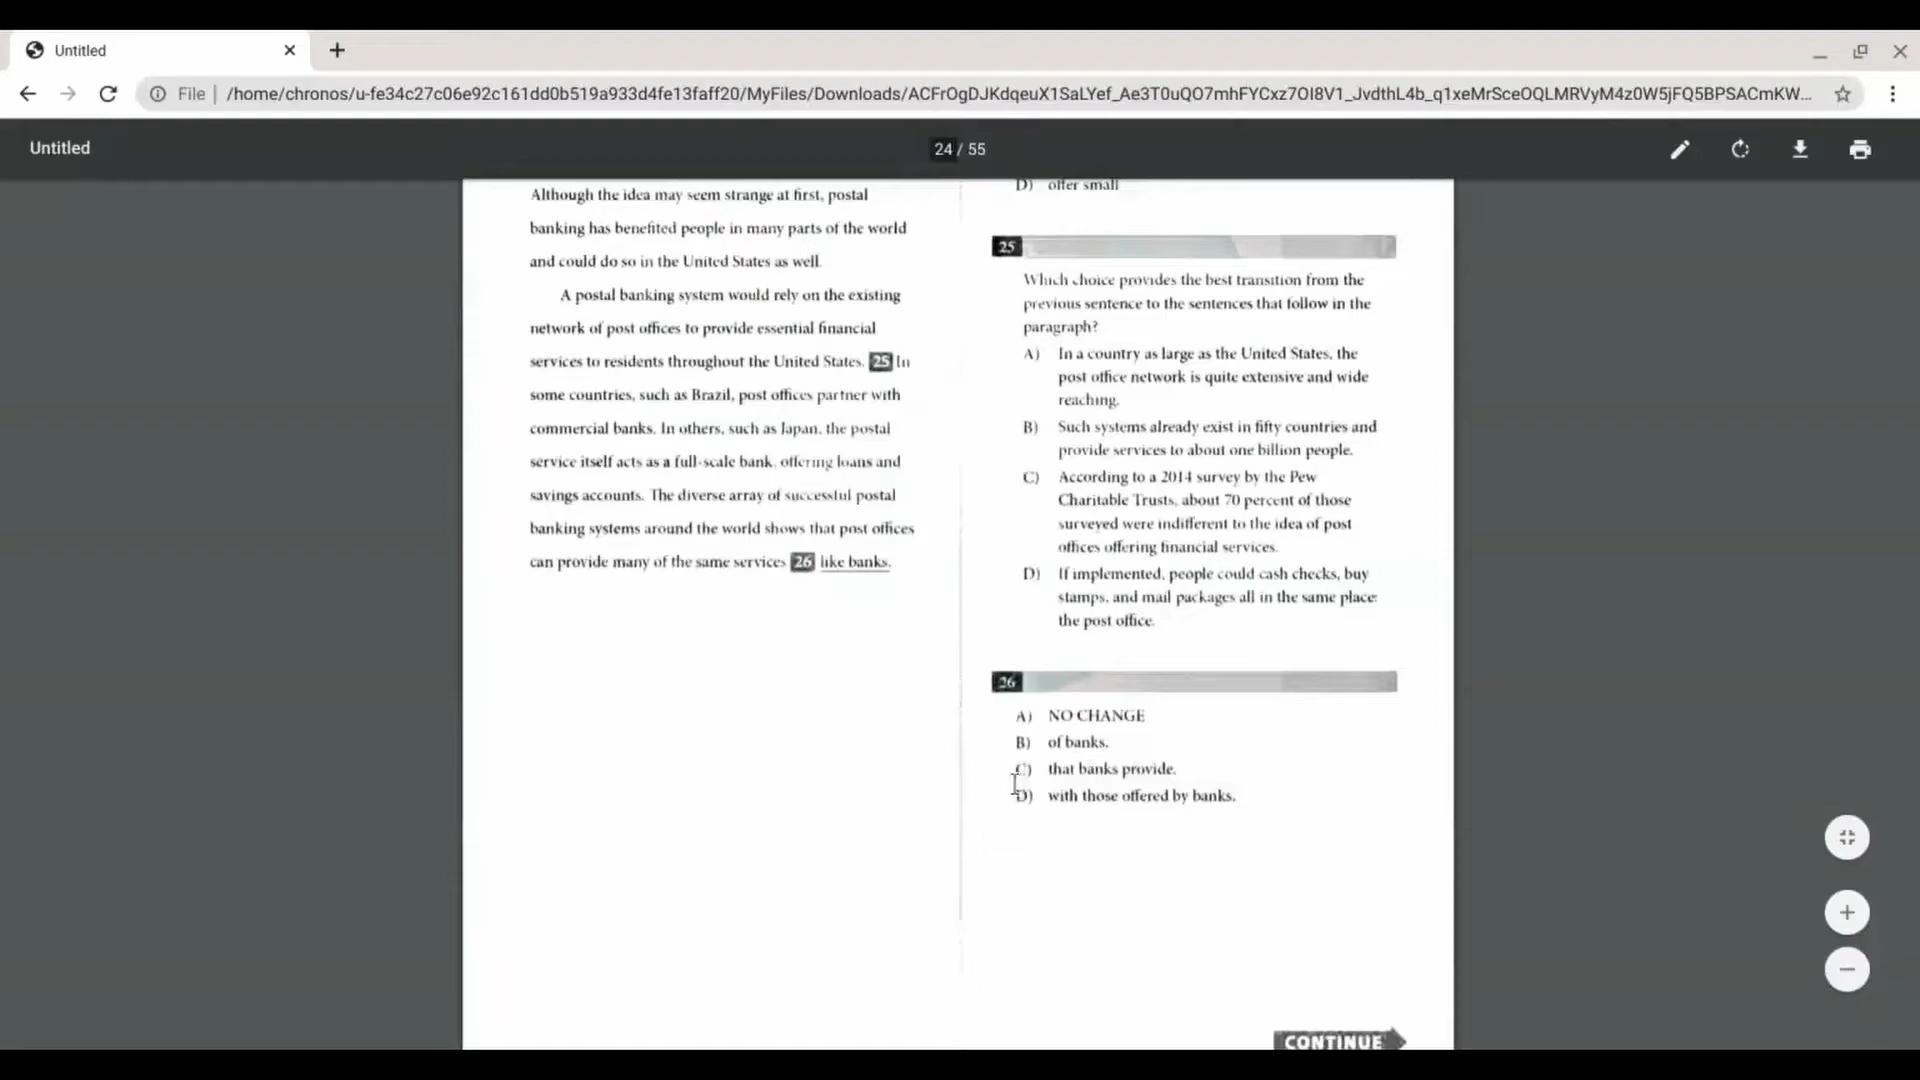 Untitled
File
/home/chronos/u-fe34c27c06e92c161dd0b519a933d4fe13faff20/MyFiles/Downloads/ACFrOgDJKdqeuX1SaLYef_Ae3T0uQO7mhFYCxz7OI8V1_JvdthL4b_q1xeMrSceOQLMRVyM4z0W5jFQ5BPSACmKW...
Untitled
24 / 55
Although the idea may seem strange at first, postal
banking has benefited people in many parts of the world
and could do so in the United States as well.
A postal banking system would rely on the existing
network of post offices to provide essential financial
services to residents throughout the United States. 25 In
some countries, such as Brazil, post offices partner with
commercial banks. In others, such as Japan, the postal
service itself acts as a full-scale bank, offering loans and
savings accounts. The diverse array of successful postal
banking systems around the world shows that post offices
can provide many of the same services 26 like banks.
D) offer small
25
Which choice provides the best transition from the
previous sentence to the sentences that follow in the
paragraph?
A) In a country as large as the United States, the
post office network is quite extensive and wide
reaching.
B) Such systems already exist in fifty countries and
provide services to about one billion people.
C) According to a 2014 survey by the Pew
Charitable Trusts, about 70 percent of those
surveyed were indifferent to the idea of post
offices offering financial services.
D) If implemented, people could cash checks, buy
stamps, and mail packages all in the same place:
the post office.
26
A) NO CHANGE
B) of banks.
C) that banks provide.
D) with those offered by banks.
CONTINUE